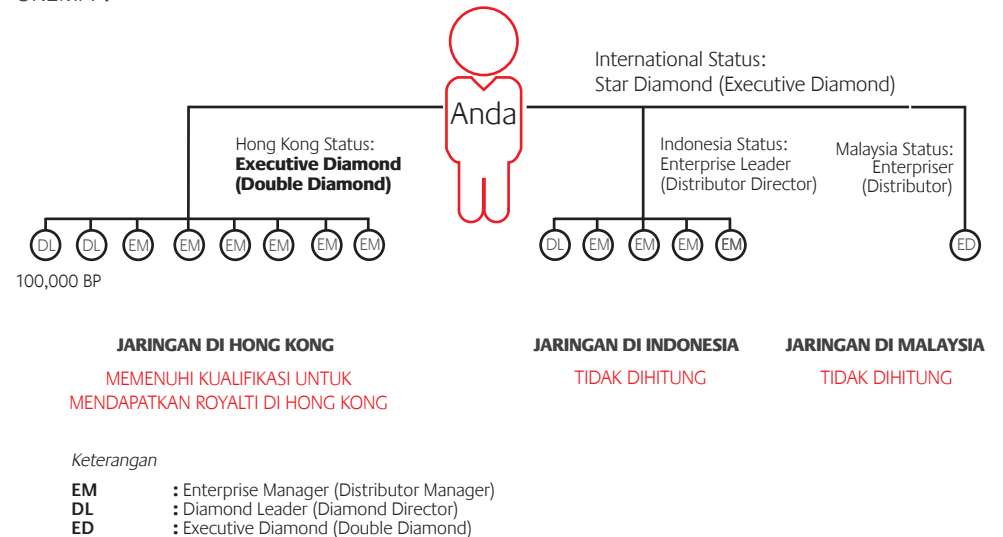 International Status:
Star Diamond (Executive Diamond)
Anda
Hong Kong Status:
Executive Diamond
(Double Diamond)
Indonesia Status:
Enterprise Leader
(Distributor Director)
Malaysia Status:
Enterpriser
(Distributor)
DL DL EM EM EM EM EM EM
DL EM EM EM EM
ED
100,000 BP
JARINGAN DI HONG KONG
MEMENUHI KUALIFIKASI UNTUK
MENDAPATKAN ROYALTI DI HONG KONG
JARINGAN DI INDONESIA
TIDAK DIHITUNG
JARINGAN DI MALAYSIA
TIDAK DIHITUNG
Keterangan
EM : Enterprise Manager (Distributor Manager)
DL : Diamond Leader (Diamond Director)
ED : Executive Diamond (Double Diamond)